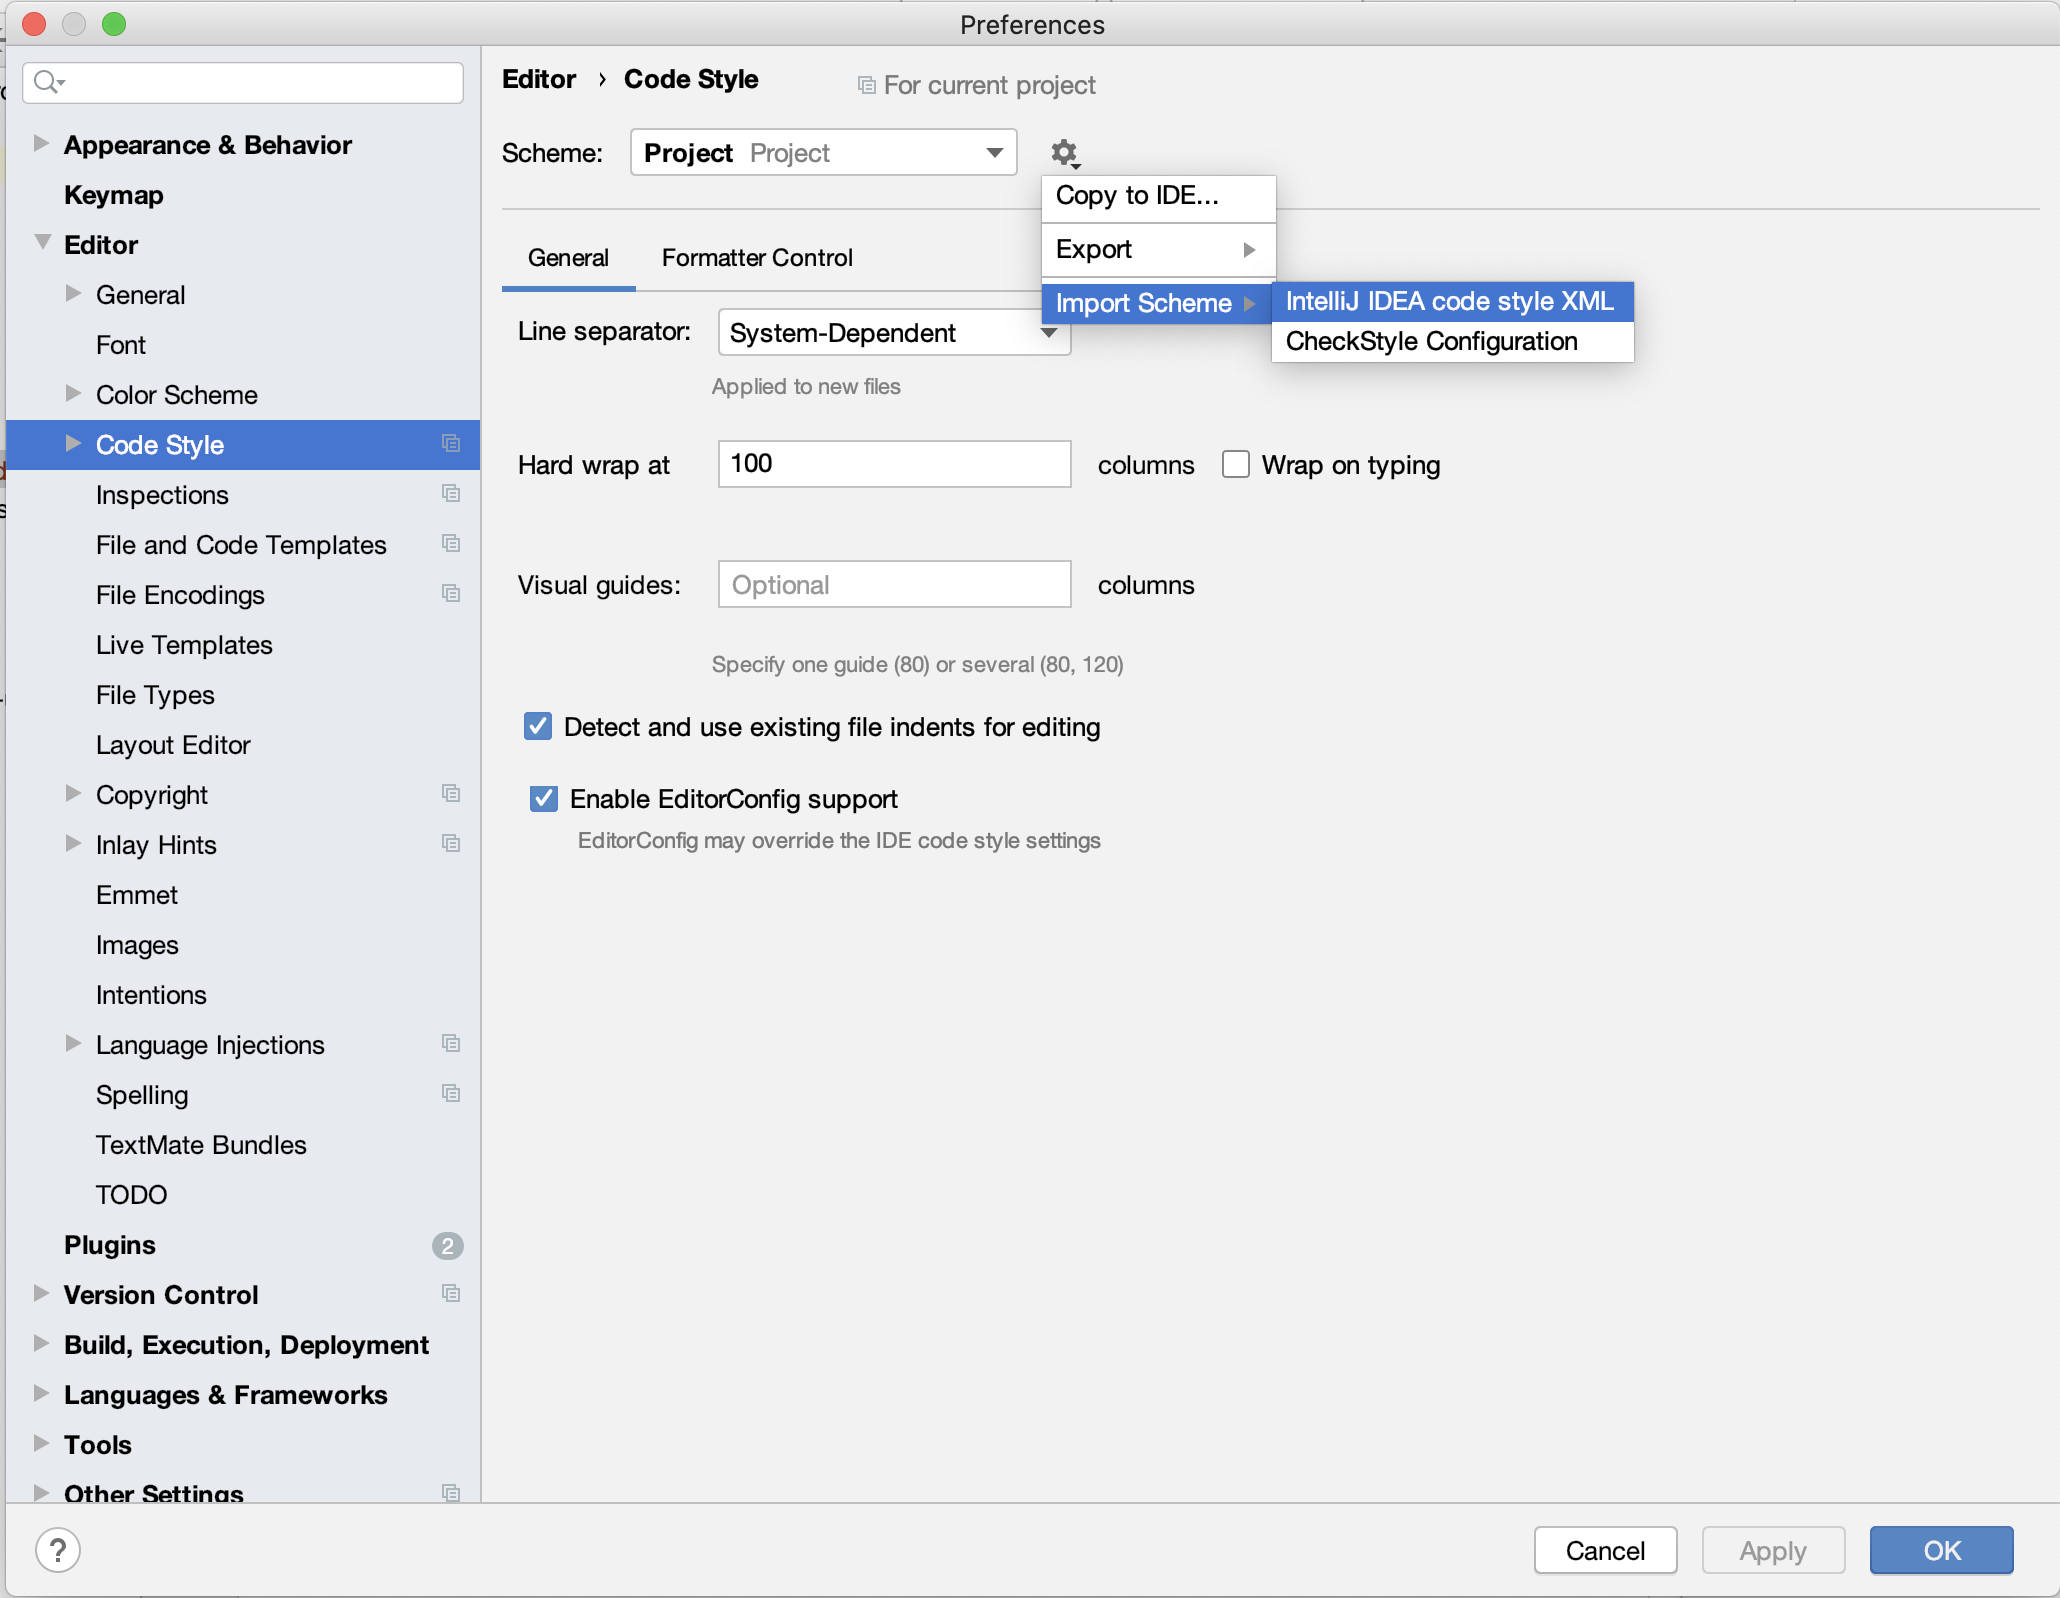 Preferences
Appearance & Behavior
Keymap
Editor
General
Font
Color Scheme
Code Style
Inspections
File and Code Templates
File Encodings
Live Templates
File Types
Layout Editor
Copyright
Inlay Hints
Emmet
Images
Intentions
Language Injections
Spelling
TextMate Bundles
TODO
Plugins 2
Version Control
Build, Execution, Deployment
Languages & Frameworks
Tools
Other Settings
Editor › Code Style For current project
Scheme: Project Project
Copy to IDE...
Export
Import Scheme
IntelliJ IDEA code style XML
CheckStyle Configuration
General Formatter Control
Line separator: System-Dependent
Applied to new files
Hard wrap at 100 columns Wrap on typing
Visual guides: Optional columns
Specify one guide (80) or several (80, 120)
Detect and use existing file indents for editing
Enable EditorConfig support
EditorConfig may override the IDE code style settings
? Cancel Apply OK